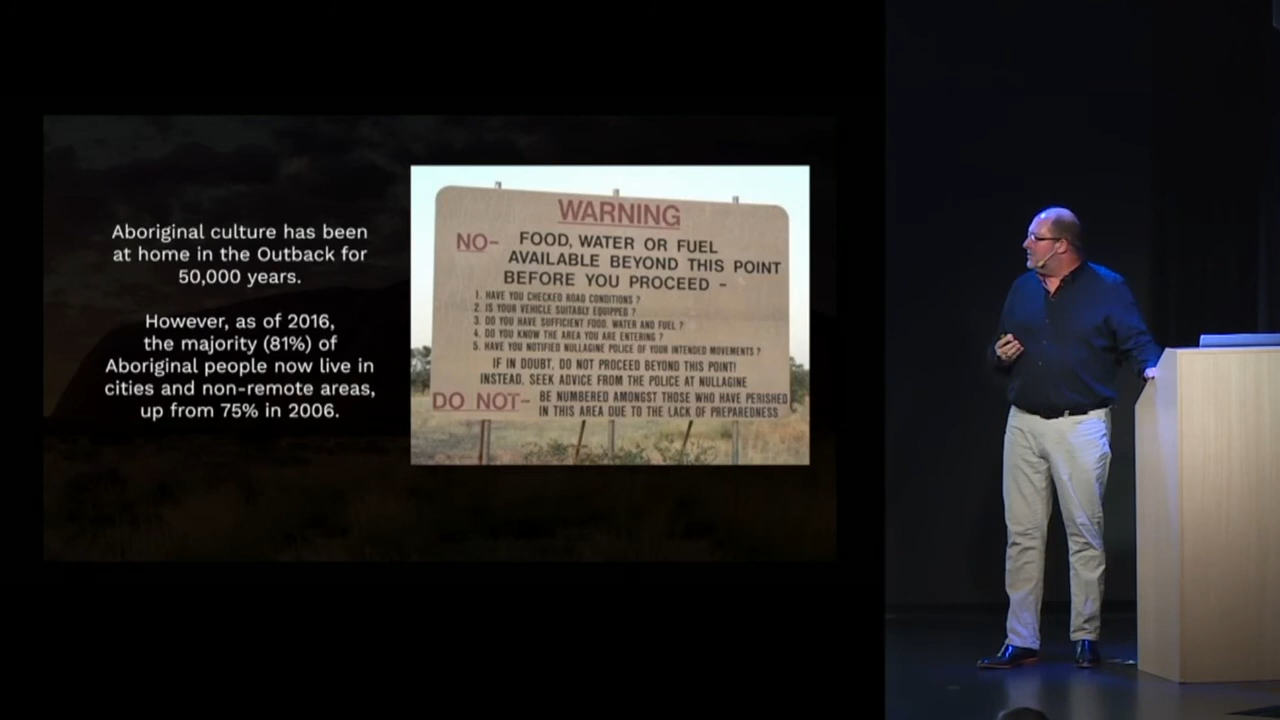 Aboriginal culture has been
at home in the Outback for
50,000 years.
However, as of 2016,
the majority (81%) of
Aboriginal people now live in
cities and non-remote areas,
up from 75% in 2006.
WARNING
NO- FOOD, WATER OR FUEL
AVAILABLE BEYOND THIS POINT
BEFORE YOU PROCEED -
1. HAVE YOU CHECKED ROAD CONDITIONS ?
2. IS YOUR VEHICLE SUITABLY EQUIPPED ?
3. DO YOU HAVE SUFFICIENT FOOD, WATER AND FUEL ?
4. DO YOU KNOW THE AREA YOU ARE ENTERING ?
5. HAVE YOU NOTIFIED NULLAGINE POLICE OF YOUR INTENDED MOVEMENTS ?
IF IN DOUBT, DO NOT PROCEED BEYOND THIS POINT!
INSTEAD, SEEK ADVICE FROM THE POLICE AT NULLAGINE
DO NOT- BE NUMBERED AMONGST THOSE WHO HAVE PERISHED
IN THIS AREA DUE TO THE LACK OF PREPAREDNESS